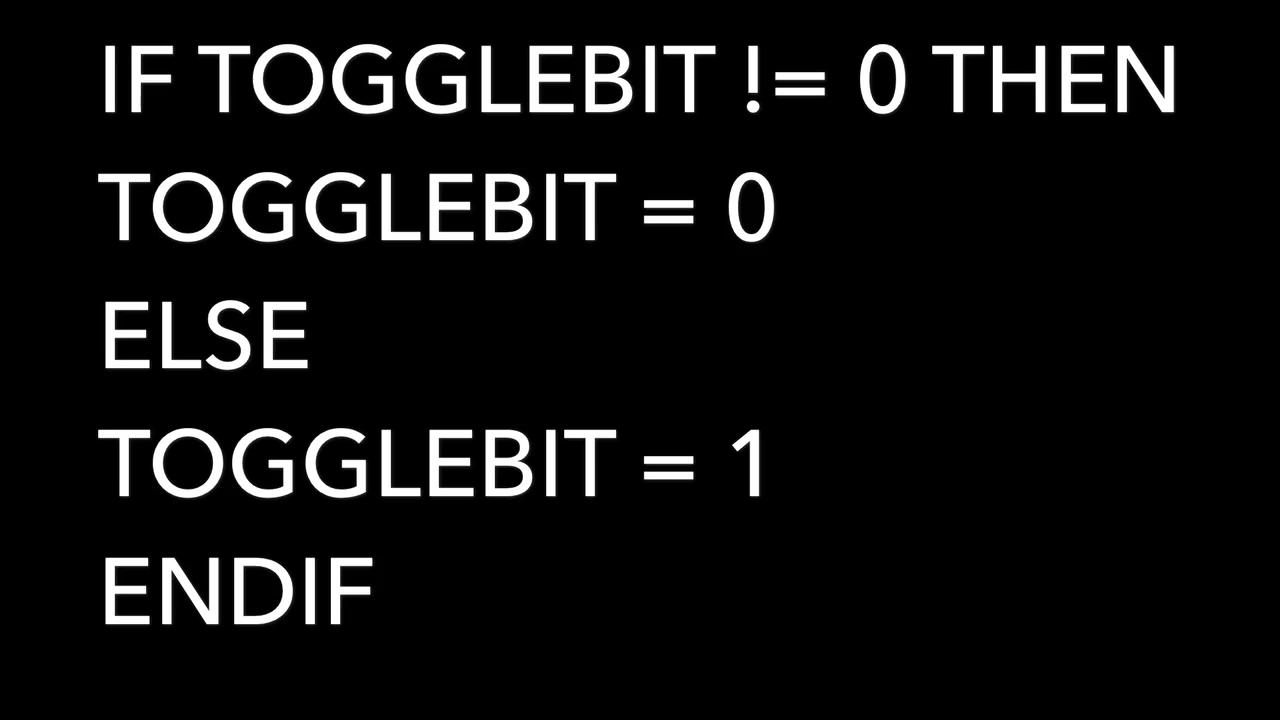 IF TOGGLEBIT != 0 THEN
TOGGLEBIT = 0
ELSE
TOGGLEBIT = 1
ENDIF